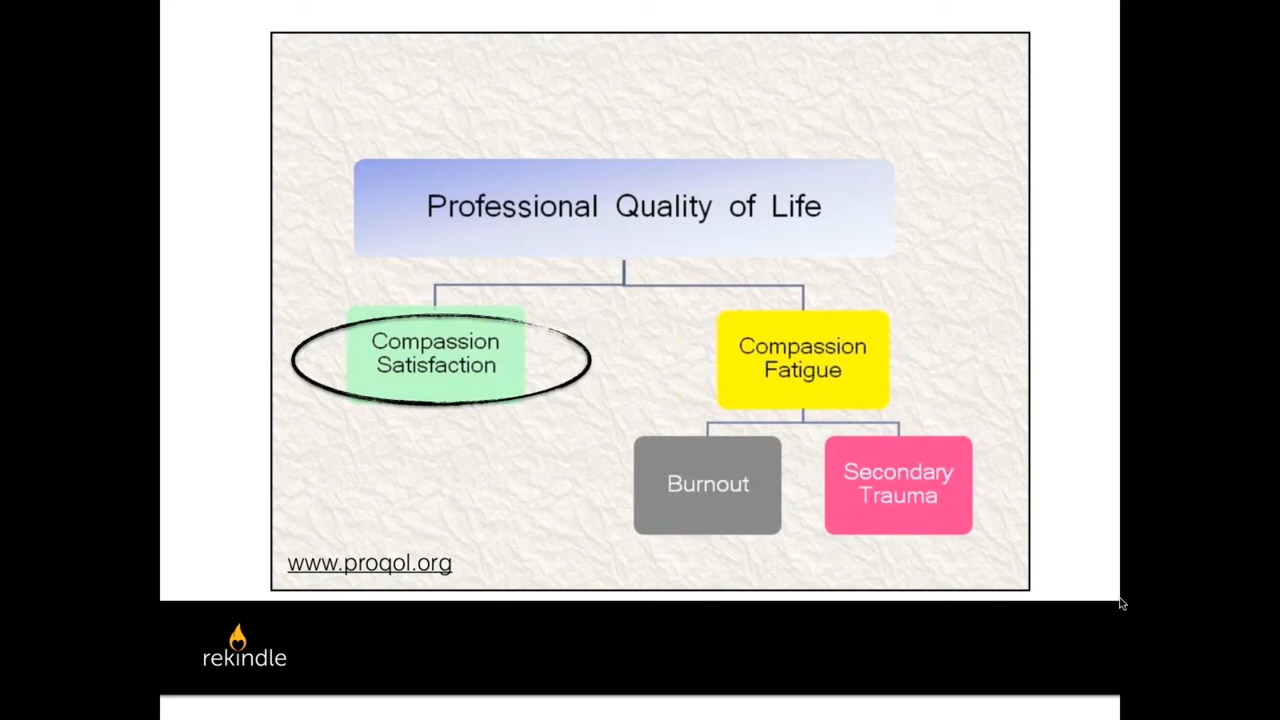 Professional Quality of Life
Compassion
Satisfaction
Compassion
Fatigue
Burnout
Secondary
Trauma
www.proqol.org
rekindle